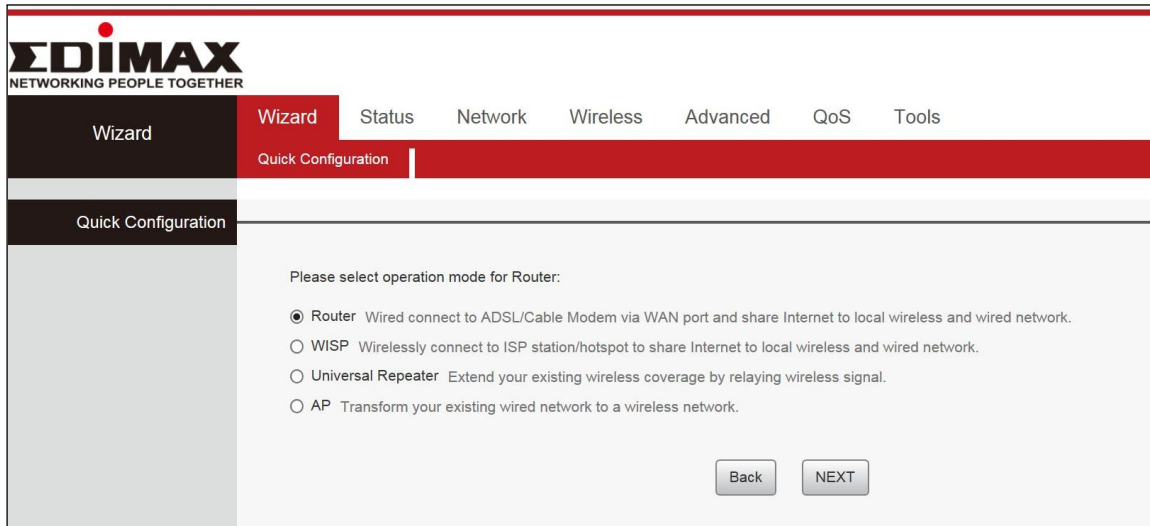 EDIMAX
NETWORKING PEOPLE TOGETHER
Wizard
Wizard Status Network Wireless Advanced QoS Tools
Quick Configuration
Quick Configuration
Please select operation mode for Router:
Router Wired connect to ADSL/Cable Modem via WAN port and share Internet to local wireless and wired network.
WISP Wirelessly connect to ISP station/hotspot to share Internet to local wireless and wired network.
Universal Repeater Extend your existing wireless coverage by relaying wireless signal.
AP Transform your existing wired network to a wireless network.
Back NEXT